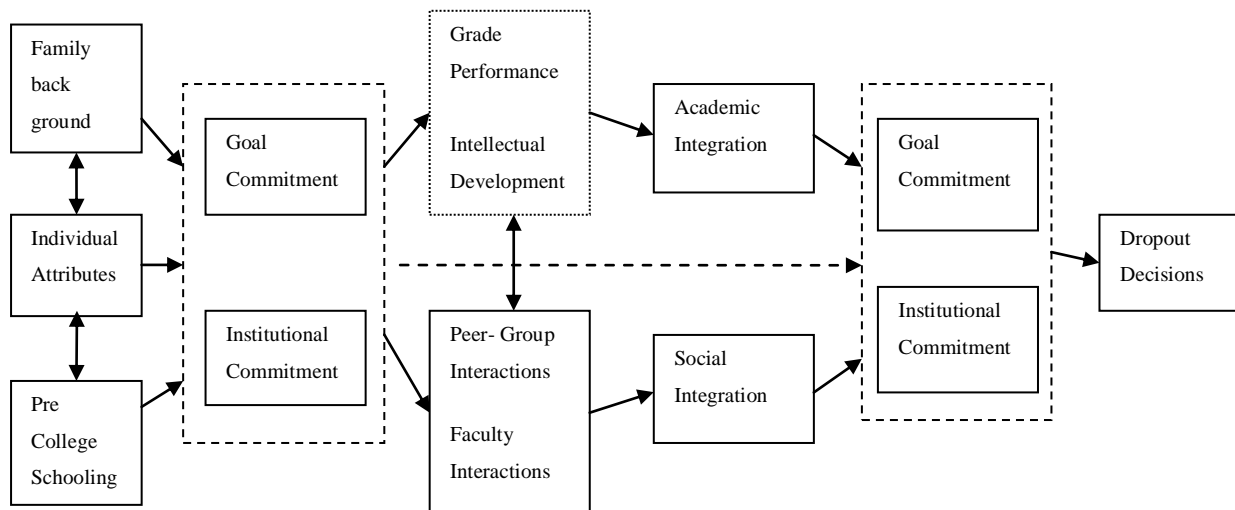 Family
back
ground
Individual
Attributes
Pre
College
Schooling
Goal
Commitment
Institutional
Commitment
Grade
Performance
Intellectual
Development
Peer- Group
Interactions
Faculty
Interactions
Academic
Integration
Social
Integration
Goal
Commitment
Institutional
Commitment
Dropout
Decisions